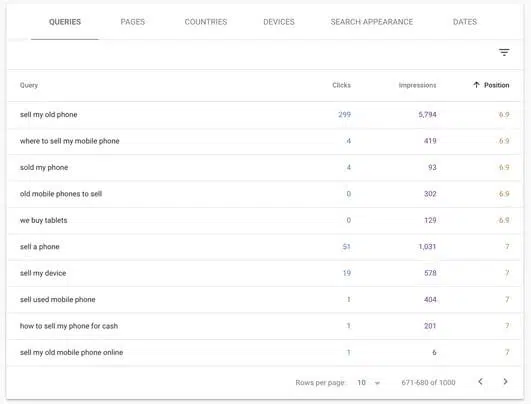 QUERIES PAGES COUNTRIES DEVICES SEARCH APPEARANCE DATES
Query Clicks Impressions Position
sell my old phone 299 5,794 6.9
where to sell my mobile phone 4 419 6.9
sold my phone 4 93 6.9
old mobile phones to sell 0 302 6.9
we buy tablets 0 129 6.9
sell a phone 51 1,031 7
sell my device 19 578 7
sell used mobile phone 1 404 7
how to sell my phone for cash 1 201 7
sell my old mobile phone online 1 6 7
Rows per page: 10 671-680 of 1000